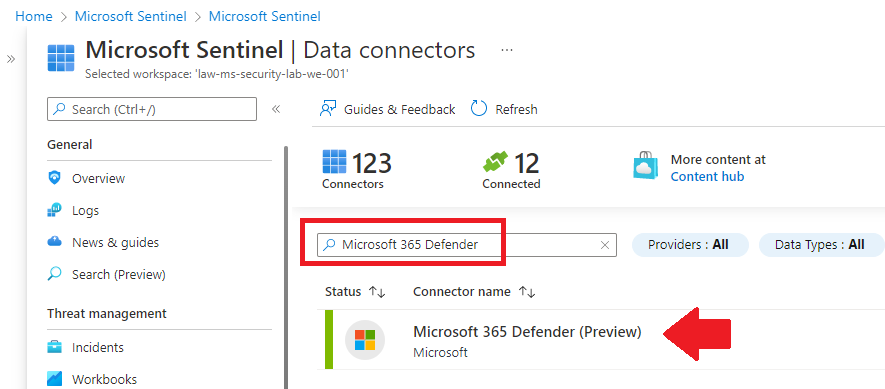 Home > Microsoft Sentinel > Microsoft Sentinel
Microsoft Sentinel | Data connectors ...
Selected workspace: 'law-ms-security-lab-we-001'
Search (Ctrl+/)
General
Overview
Logs
News & guides
Search (Preview)
Threat management
Incidents
Workbooks
Guides & Feedback Refresh
123 Connectors
12 Connected
More content at
Content hub
Microsoft 365 Defender
Providers : All Data Types : All
Status Connector name
Microsoft 365 Defender (Preview)
Microsoft